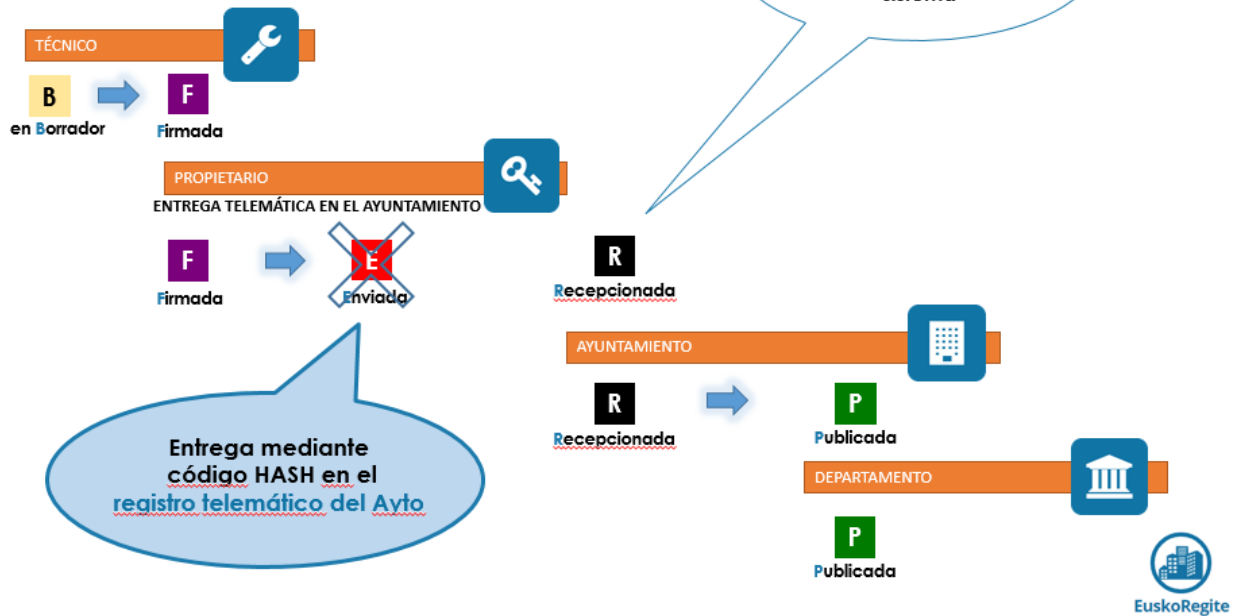 TÉCNICO
B
F
en Borrador
Firmada
PROPIETARIO
ENTREGA TELEMÁTICA EN EL AYUNTAMIENTO
F
E
R
Firmada
Enviada
Recepcionada
AYUNTAMIENTO
R
P
Recepcionada
Publicada
Entrega mediante
código HASH en el
registro telemático del Ayto
DEPARTAMENTO
P
Publicada
EuskoRegite